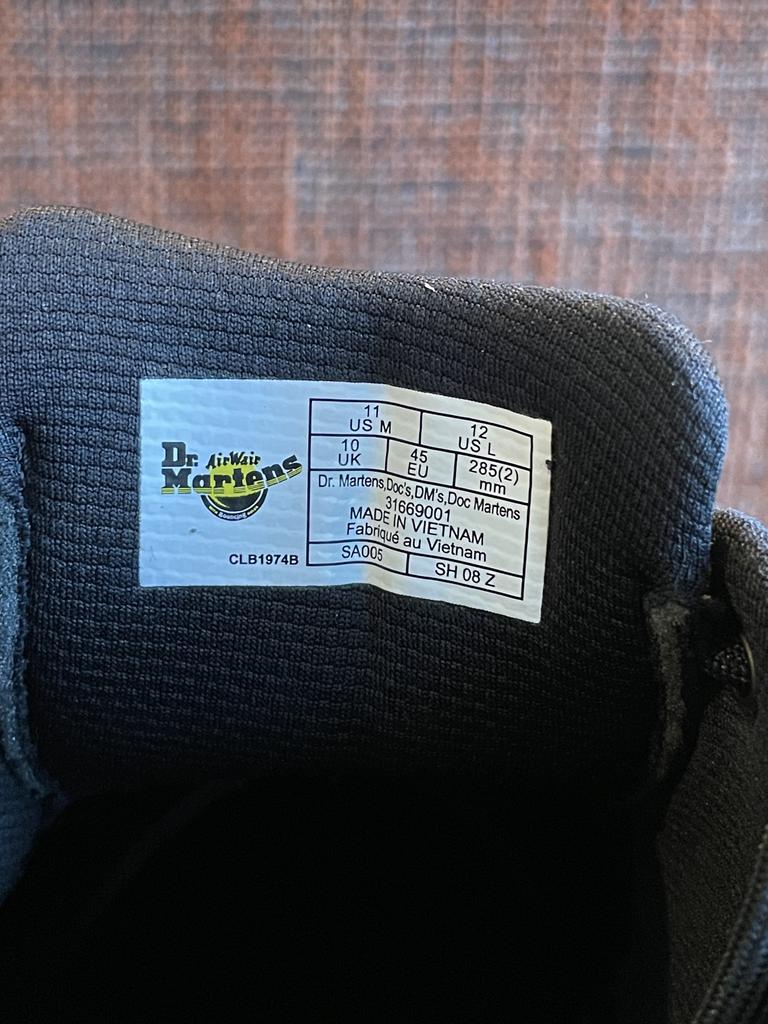 Dr. AirWair
Martens
CLB1974B
11
US M
12
US L
10
UK
45
EU
285(2)
mm
Dr. Martens,Doc's,DM's,Doc Martens
31669001
MADE IN VIETNAM
Fabriqué au Vietnam
SA005
SH 08 Z